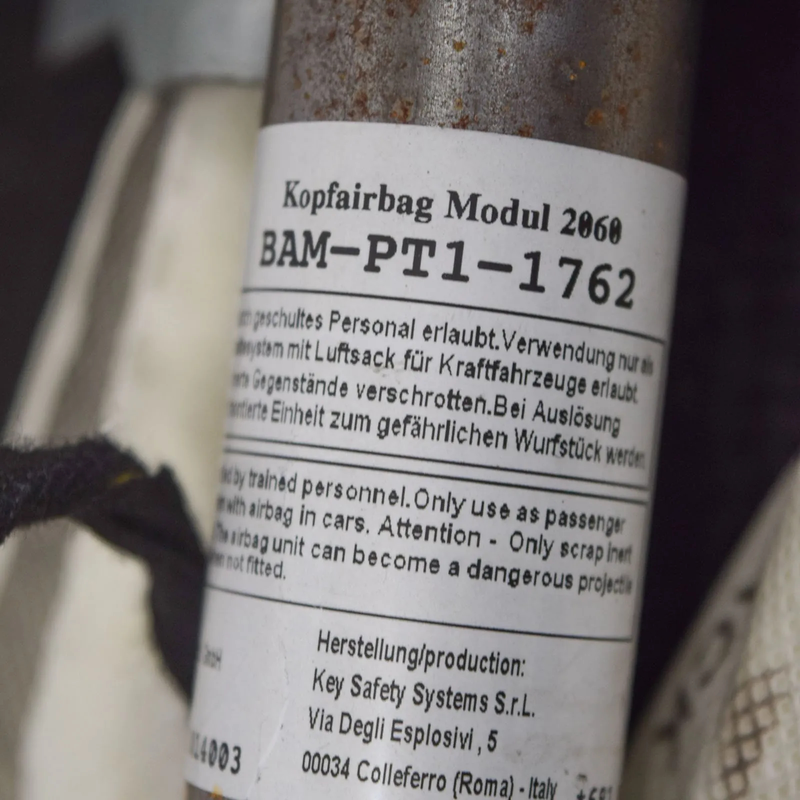 Kopfairbag Modul 2060
BAM-PT1-1762
geschultes Personal erlaubt.Verwendung nur als
mit Luftsack für Kraftfahrzeuge erlaubt.
Gegenstände verschrotten.Bei Auslösung
Einheit zum gefährlichen Wurfstück werden
by trained personnel.Only use as passenger
with airbag in cars. Attention - Only scrap inert
The airbag unit can become a dangerous projectile
not fitted.
GmbH
Herstellung/production:
Key Safety Systems S.r.L.
Via Degli Esplosivi , 5
00034 Colleferro (Roma) - Italy